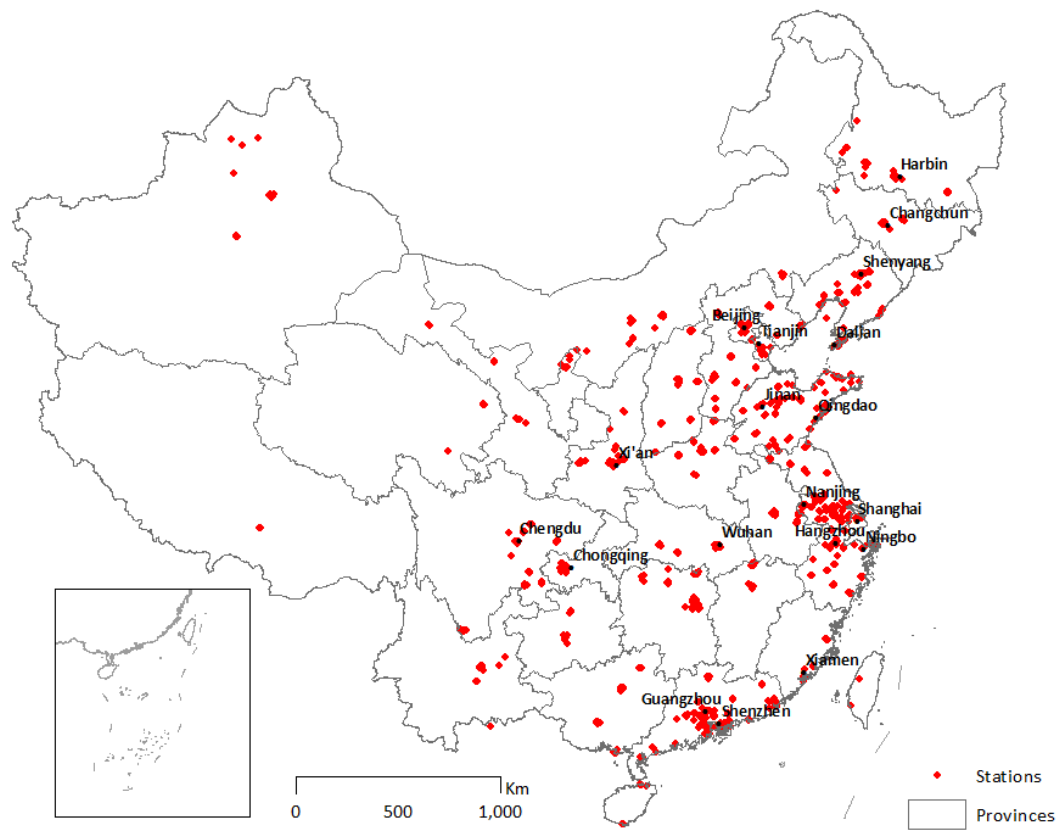 Harbin
Changchun
Shenyang
Beijing
Tianjin
Dalian
Jinan
Qingdao
Xi'an
Nanjing
Shanghai
Chengdu
Wuhan
Hangzhou
Ningbo
Chongqing
Xiamen
Guangzhou
Shenzhen
Km
0 500 1,000
Stations
Provinces